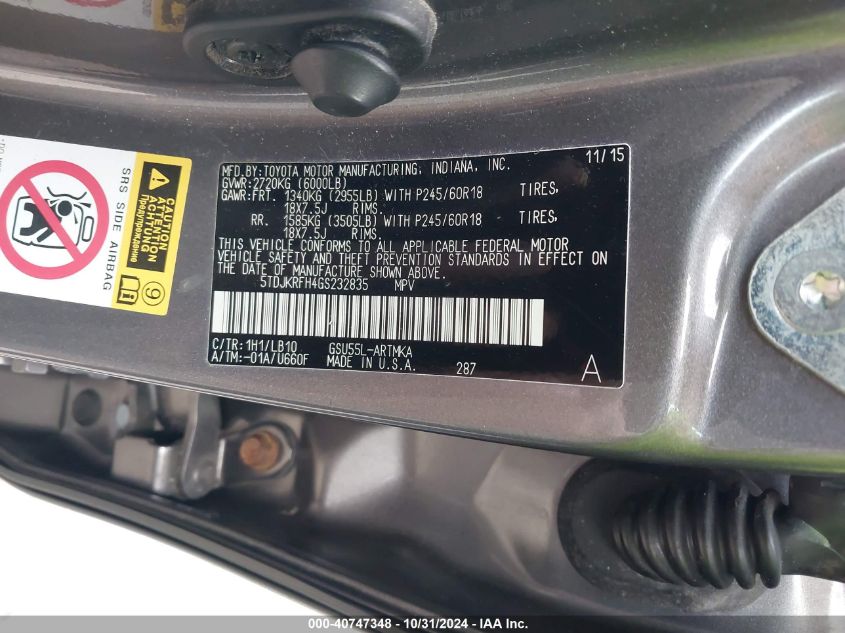 MFD.BY:TOYOTA MOTOR MANUFACTURING, INDIANA, INC. 11/15
GVWR:2720KG (6000LB)
GAWR:FRT. 1340KG (2955LB) WITH P245/60R18 TIRES,
18X7.5J RIMS.
RR. 1585KG (3505LB) WITH P245/60R18 TIRES,
18X7.5J RIMS.
THIS VEHICLE CONFORMS TO ALL APPLICABLE FEDERAL MOTOR
VEHICLE SAFETY AND THEFT PREVENTION STANDARDS IN EFFECT ON
THE DATE OF MANUFACTURE SHOWN ABOVE.
5TDJKRFH4GS232835 MPV
C/TR:1H1/LB10 GSU55L-ARTMKA
A/TM:-01A/U660F MADE IN U.S.A. 287 A
SRS SIDE AIRBAG
CAUTION
ATTENTION
ACHTUNG
Предупреждение
9
000-40747348 - 10/31/2024 - IAA Inc.